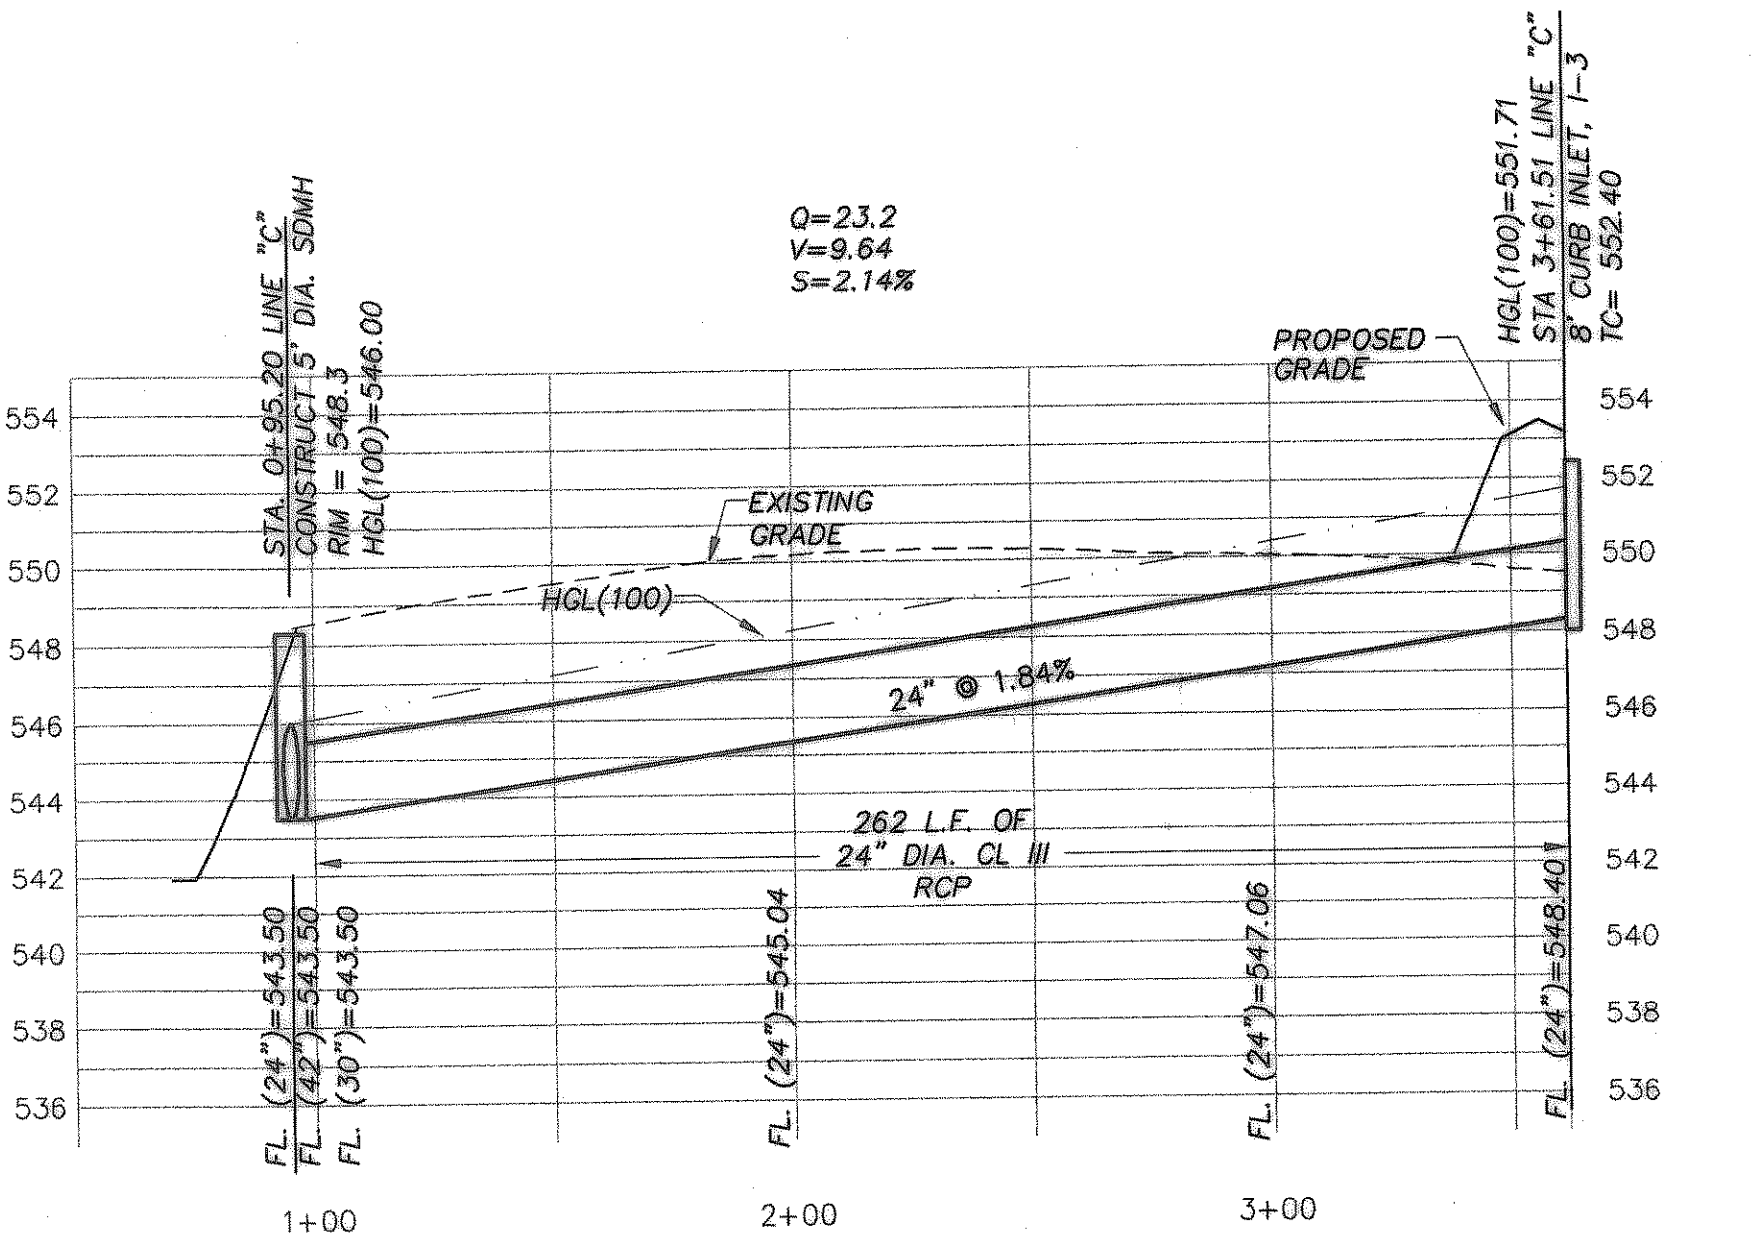 STA. 0+95.20 LINE "C"
CONSTRUCT 5' DIA. SDMH
RIM = 548.3
HGL(100)=546.00
Q=23.2
V=9.64
S=2.14%
HGL(100)=551.71
STA 3+61.51 LINE "C"
8' CURB INLET, I-3
TC= 552.40
PROPOSED
GRADE
EXISTING
GRADE
HGL(100)
24" @ 1.84%
262 L.F. OF
24" DIA. CL III
RCP
554
552
550
548
546
544
542
540
538
536
554
552
550
548
546
544
542
540
538
536
FL. (24")=543.50
FL. (42")=543.50
FL. (30")=543.50
FL. (24")=545.04
FL. (24")=547.06
FL. (24")=548.40
1+00
2+00
3+00